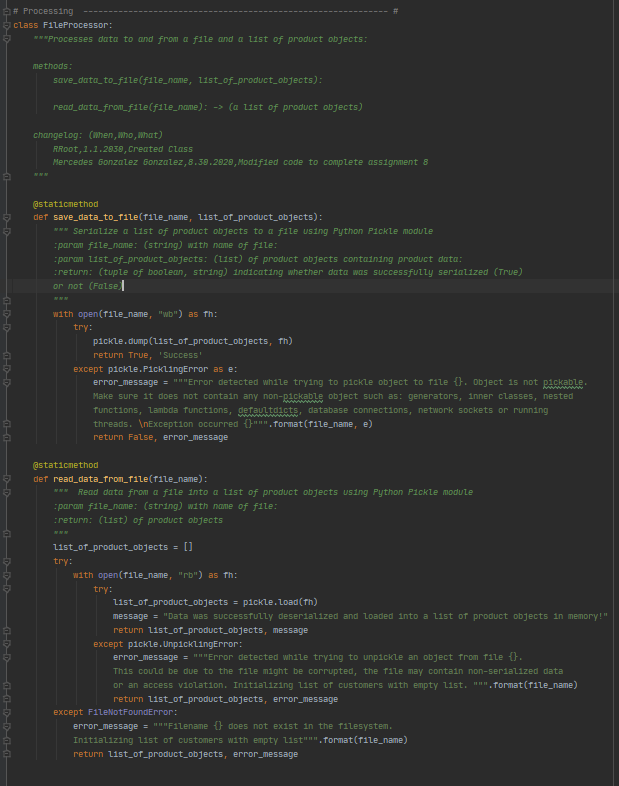 # Processing  ------------------------------------------------------------- #
class FileProcessor:
    """Processes data to and from a file and a list of product objects:

    methods:
        save_data_to_file(file_name, list_of_product_objects):

        read_data_from_file(file_name): -> (a list of product objects)

    changelog: (When,Who,What)
        RRoot,1.1.2030,Created Class
        Mercedes Gonzalez Gonzalez,8.30.2020,Modified code to complete assignment 8
    """

    @staticmethod
    def save_data_to_file(file_name, list_of_product_objects):
        """ Serialize a list of product objects to a file using Python Pickle module
        :param file_name: (string) with name of file:
        :param list_of_product_objects: (list) of product objects containing product data:
        :return: (tuple of boolean, string) indicating whether data was successfully serialized (True)
        or not (False)
        """
        with open(file_name, "wb") as fh:
            try:
                pickle.dump(list_of_product_objects, fh)
                return True, 'Success'
            except pickle.PicklingError as e:
                error_message = """Error detected while trying to pickle object to file {}. Object is not pickable.
                Make sure it does not contain any non-pickable object such as: generators, inner classes, nested
                functions, lambda functions, defaultdicts, database connections, network sockets or running
                threads. \nException occurred {}""".format(file_name, e)
                return False, error_message

    @staticmethod
    def read_data_from_file(file_name):
        """  Read data from a file into a list of product objects using Python Pickle module
        :param file_name: (string) with name of file:
        :return: (list) of product objects
        """
        list_of_product_objects = []
        try:
            with open(file_name, "rb") as fh:
                try:
                    list_of_product_objects = pickle.load(fh)
                    message = "Data was successfully deserialized and loaded into a list of product objects in memory!"
                    return list_of_product_objects, message
                except pickle.UnpicklingError:
                    error_message = """Error detected while trying to unpickle an object from file {}.
                    This could be due to the file might be corrupted, the file may contain non-serialized data
                    or an access violation. Initializing list of customers with empty list. """.format(file_name)
                    return list_of_product_objects, error_message
        except FileNotFoundError:
            error_message = """Filename {} does not exist in the filesystem.
            Initializing list of customers with empty list""".format(file_name)
            return list_of_product_objects, error_message